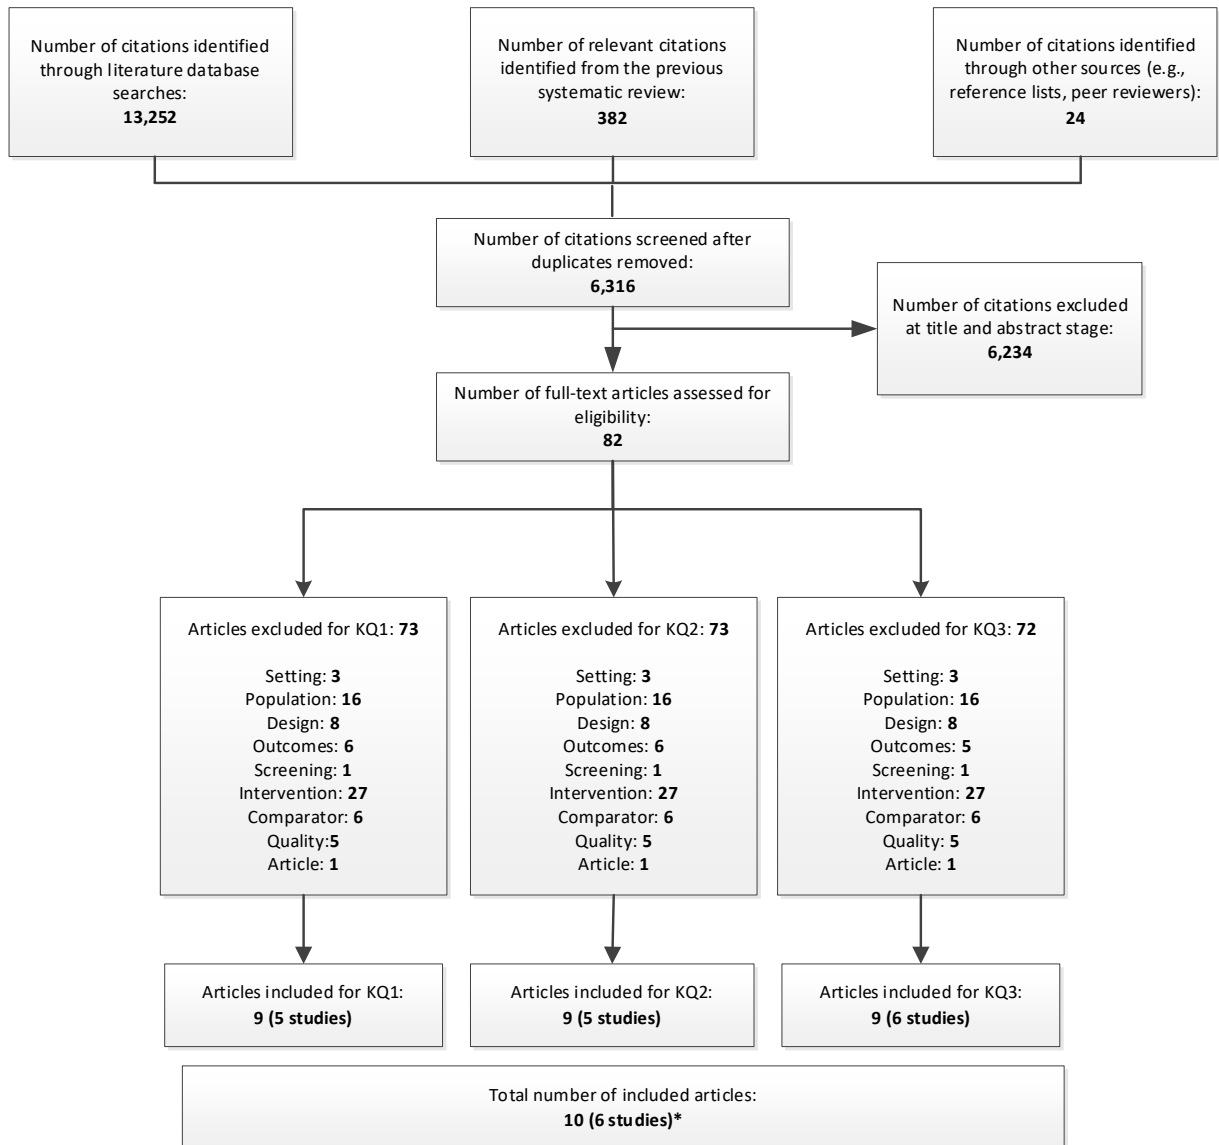 Number of citations identified
through literature database
searches:
13,252
Number of relevant citations
identified from the previous
systematic review:
382
Number of citations identified
through other sources (e.g.,
reference lists, peer reviewers):
24
Number of citations screened after
duplicates removed:
6,316
Number of citations excluded
at title and abstract stage:
6,234
Number of full-text articles assessed for
eligibility:
82
Articles excluded for KQ1: 73
Setting: 3
Population: 16
Design: 8
Outcomes: 6
Screening: 1
Intervention: 27
Comparator: 6
Quality:5
Article: 1
Articles excluded for KQ2: 73
Setting: 3
Population: 16
Design: 8
Outcomes: 6
Screening: 1
Intervention: 27
Comparator: 6
Quality: 5
Article: 1
Articles excluded for KQ3: 72
Setting: 3
Population: 16
Design: 8
Outcomes: 5
Screening: 1
Intervention: 27
Comparator: 6
Quality: 5
Article: 1
Articles included for KQ1:
9 (5 studies)
Articles included for KQ2:
9 (5 studies)
Articles included for KQ3:
9 (6 studies)
Total number of included articles:
10 (6 studies)*